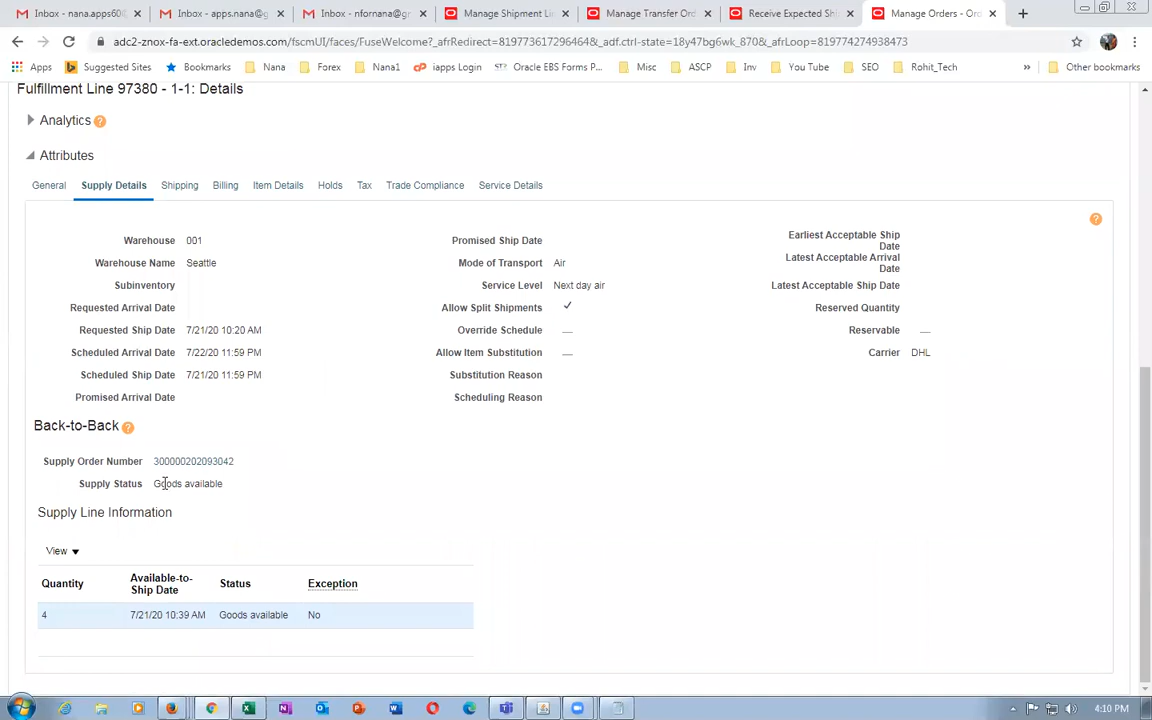 Inbox - nana.apps60@
Inbox - apps.nana@g
Inbox - nfornana@gr
Manage Shipment Li
Manage Transfer Ord
Receive Expected Shi
Manage Orders - Ord
adc2-znox-fa-ext.oracledemos.com/fscmUI/faces/FuseWelcome?_afrRedirect=8197736172964648&_adf.ctrl-state=18y47bg6wk_870&_afrLoop=819774274938473
Apps
Suggested Sites
Bookmarks
Nana
Forex
Nana1
iapps Login
Oracle EBS Forms P...
Misc
ASCP
Inv
You Tube
SEO
Rohit_Tech
»
Other bookmarks
Fulfillment Line 97380 - 1-1: Details
Analytics
Attributes
General
Supply Details
Shipping
Billing
Item Details
Holds
Tax
Trade Compliance
Service Details
Warehouse 001
Warehouse Name Seattle
Subinventory
Requested Arrival Date
Requested Ship Date 7/21/20 10:20 AM
Scheduled Arrival Date 7/22/20 11:59 PM
Scheduled Ship Date 7/21/20 11:59 PM
Promised Arrival Date
Promised Ship Date
Mode of Transport Air
Service Level Next day air
Allow Split Shipments
Override Schedule
Allow Item Substitution
Substitution Reason
Scheduling Reason
Earliest Acceptable Ship
Date
Latest Acceptable Arrival
Date
Latest Acceptable Ship Date
Reserved Quantity
Reservable
Carrier DHL
Back-to-Back
Supply Order Number 300000202093042
Supply Status Goods available
Supply Line Information
View
Quantity
Available-to-
Ship Date
Status
Exception
4
7/21/20 10:39 AM
Goods available
No
4:10 PM